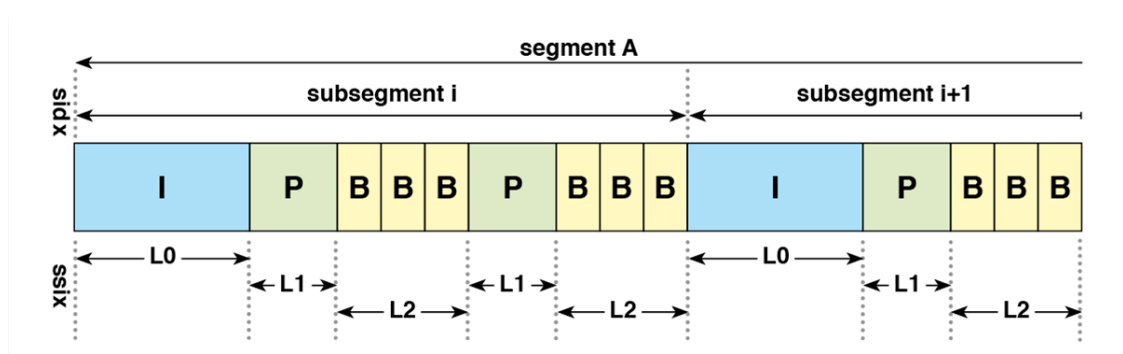 segment A
sidx
subsegment i
subsegment i+1
I P B B B P B B B I P B B B
ssix
L0 L0
L1 L1 L1
L2 L2 L2